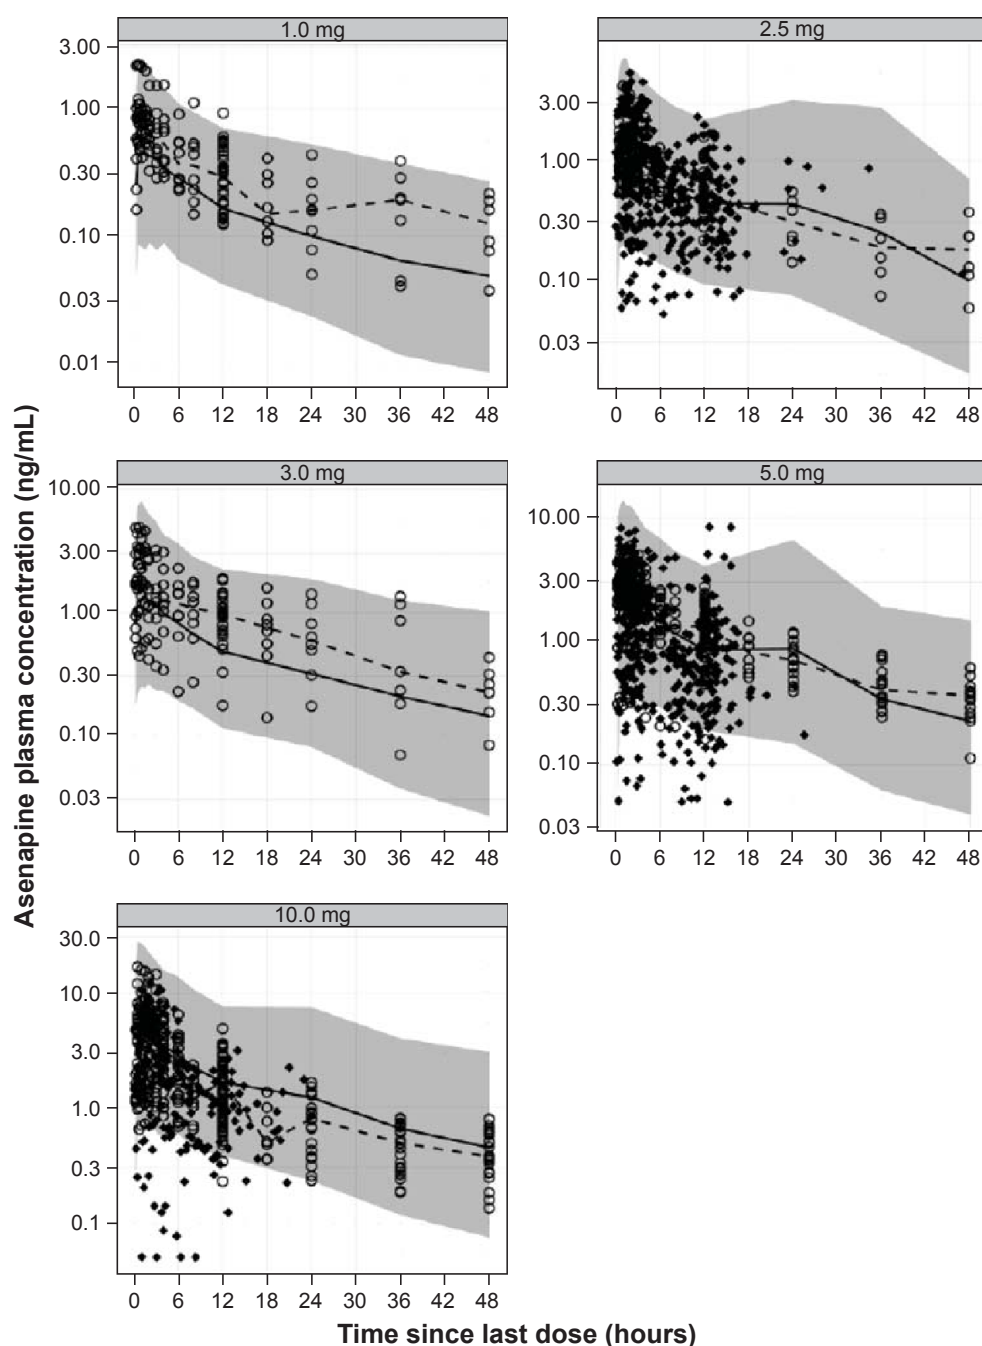 1.0 mg
3.00
1.00
0.30
0.10
0.03
0.01
0 6 12 18 24 30 36 42 48
2.5 mg
3.00
1.00
0.30
0.10
0.03
0 6 12 18 24 30 36 42 48
Asenapine plasma concentration (ng/mL)
3.0 mg
10.00
3.00
1.00
0.30
0.10
0.03
0 6 12 18 24 30 36 42 48
5.0 mg
10.00
3.00
1.00
0.30
0.10
0.03
0 6 12 18 24 30 36 42 48
10.0 mg
30.0
10.0
3.0
1.0
0.3
0.1
0 6 12 18 24 30 36 42 48
Time since last dose (hours)